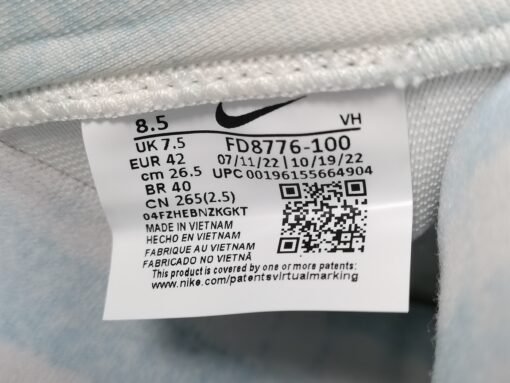 8.5 VH
UK 7.5 FD8776-100
EUR 42 07/11/22 | 10/19/22
cm 26.5 UPC 00196155664904
BR 40
CN 265(2.5)
04FZHEBNZKGKT
MADE IN VIETNAM
HECHO EN VIETNAM
FABRIQUE AU VIETNAM
FABRICADO NO VIETNAM
This product is covered by one or more patents:
www.nike.com/patentsvirtualmarking